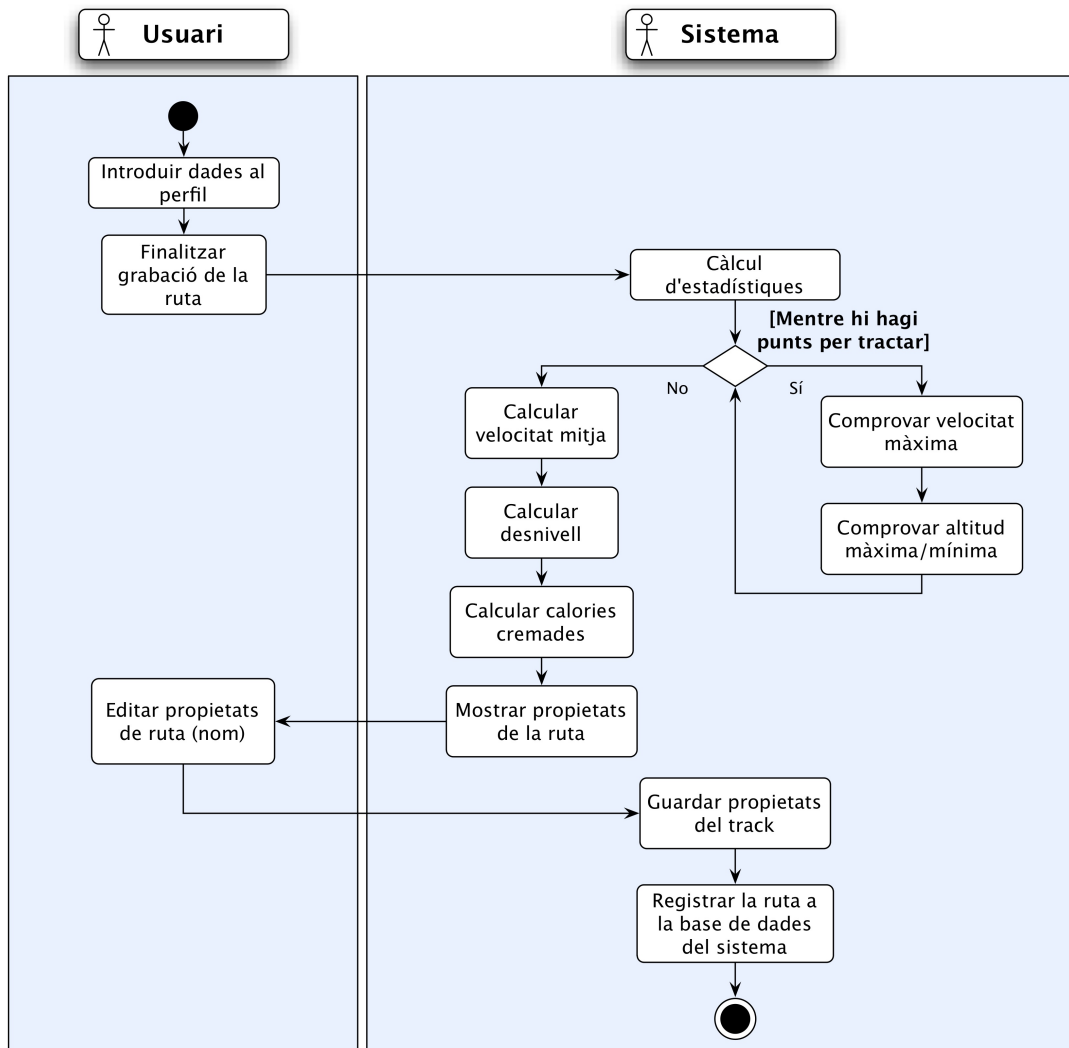 Usuari
Sistema
Introduir dades al
perfil
Finalitzar
grabació de la
ruta
Càlcul
d'estadístiques
[Mentre hi hagi
punts per tractar]
No
Sí
Calcular
velocitat mitja
Comprovar velocitat
màxima
Calcular
desnivell
Comprovar altitud
màxima/mínima
Calcular calories
cremades
Mostrar propietats
de la ruta
Editar propietats
de ruta (nom)
Guardar propietats
del track
Registrar la ruta a
la base de dades
del sistema